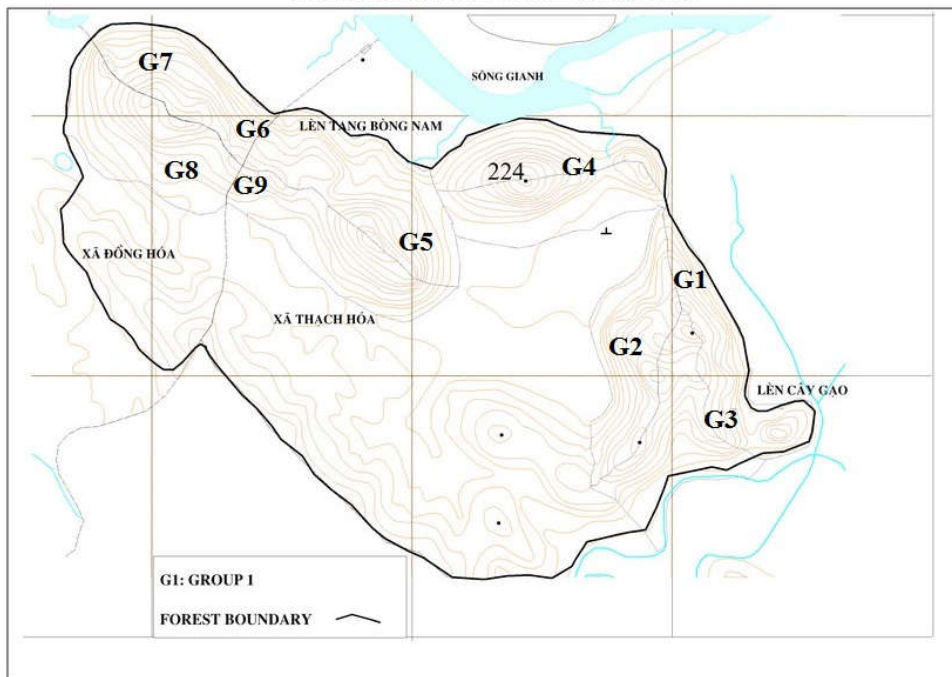 SÔNG GIANH
G7
G6
LÈN TANG BÒNG NAM
G8
G9
224
G4
G5
XÃ ĐỒNG HÓA
G1
XÃ THẠCH HÓA
G2
LÈN CÂY GẠO
G3
G1: GROUP 1
FOREST BOUNDARY